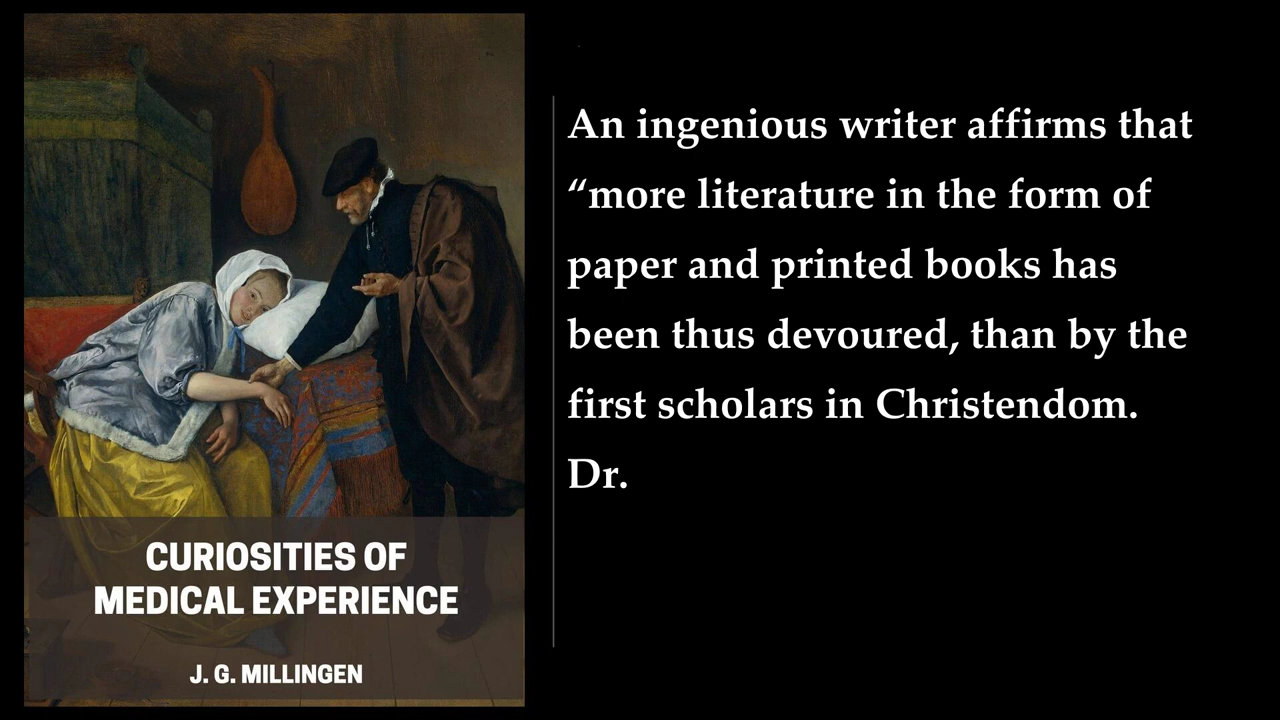 An ingenious writer affirms that
“more literature in the form of
paper and printed books has
been thus devoured, than by the
first scholars in Christendom.
Dr.
CURIOSITIES OF
MEDICAL EXPERIENCE
J. G. MILLINGEN